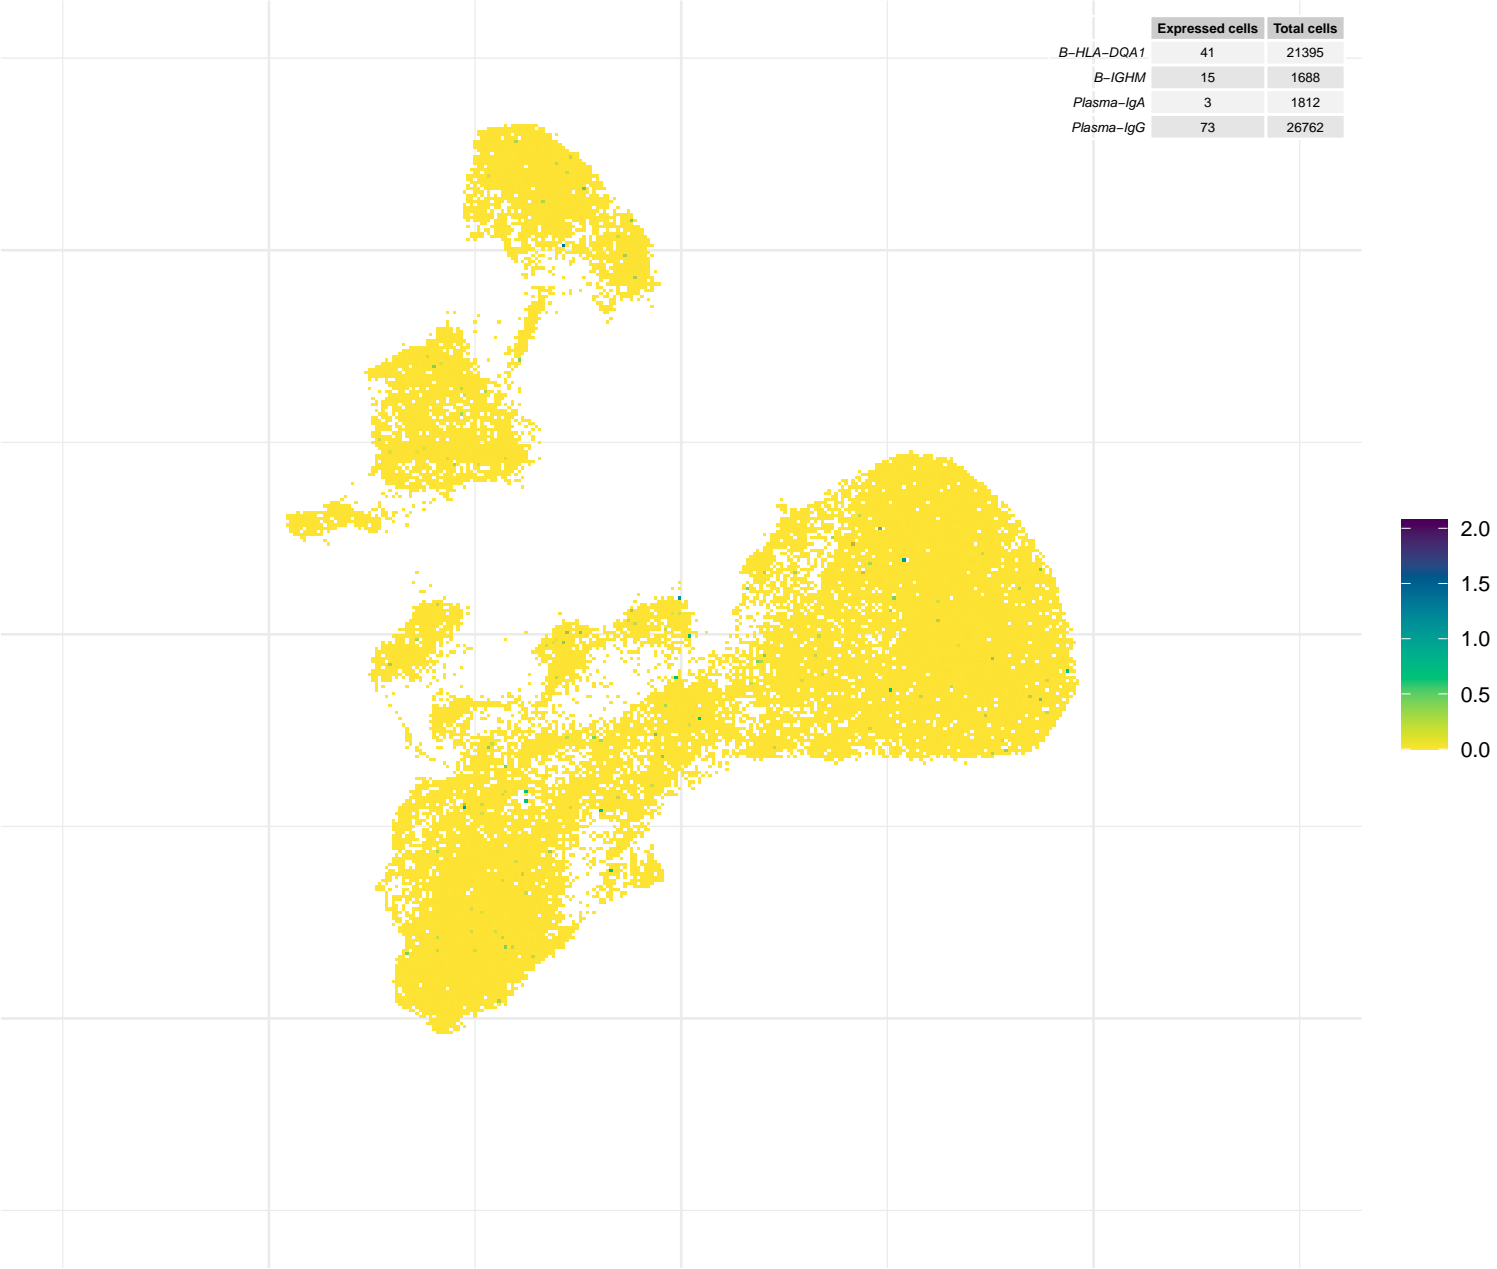 Expressed cells Total cells
B−HLA−DQA1 41 21395
B−IGHM 15 1688
Plasma−IgA 3 1812
Plasma−IgG 73 26762
2.0
1.5
1.0
0.5
0.0